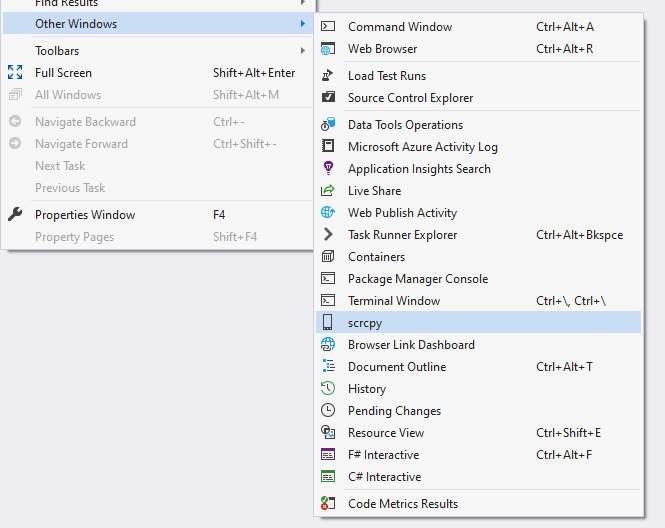 Find Results
Other Windows
Toolbars
Full Screen Shift+Alt+Enter
All Windows Shift+Alt+M
Navigate Backward Ctrl+-
Navigate Forward Ctrl+Shift+-
Next Task
Previous Task
Properties Window F4
Property Pages Shift+F4
Command Window Ctrl+Alt+A
Web Browser Ctrl+Alt+R
Load Test Runs
Source Control Explorer
Data Tools Operations
Microsoft Azure Activity Log
Application Insights Search
Live Share
Web Publish Activity
Task Runner Explorer Ctrl+Alt+Bkspce
Containers
Package Manager Console
Terminal Window Ctrl+\, Ctrl+\
scrcpy
Browser Link Dashboard
Document Outline Ctrl+Alt+T
History
Pending Changes
Resource View Ctrl+Shift+E
F# Interactive Ctrl+Alt+F
C# Interactive
Code Metrics Results